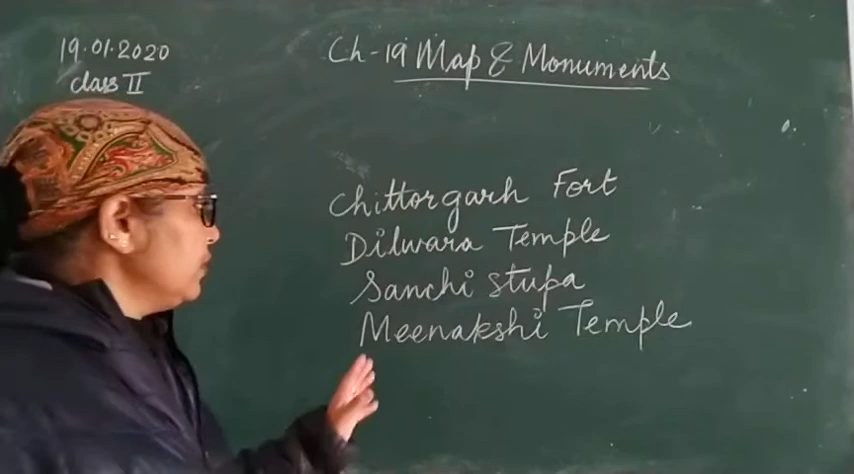 19.01.2020
class II
Ch-19 Map & Monuments
Chittorgarh Fort
Dilwara Temple
Sanchi stupa
Meenakshi Temple